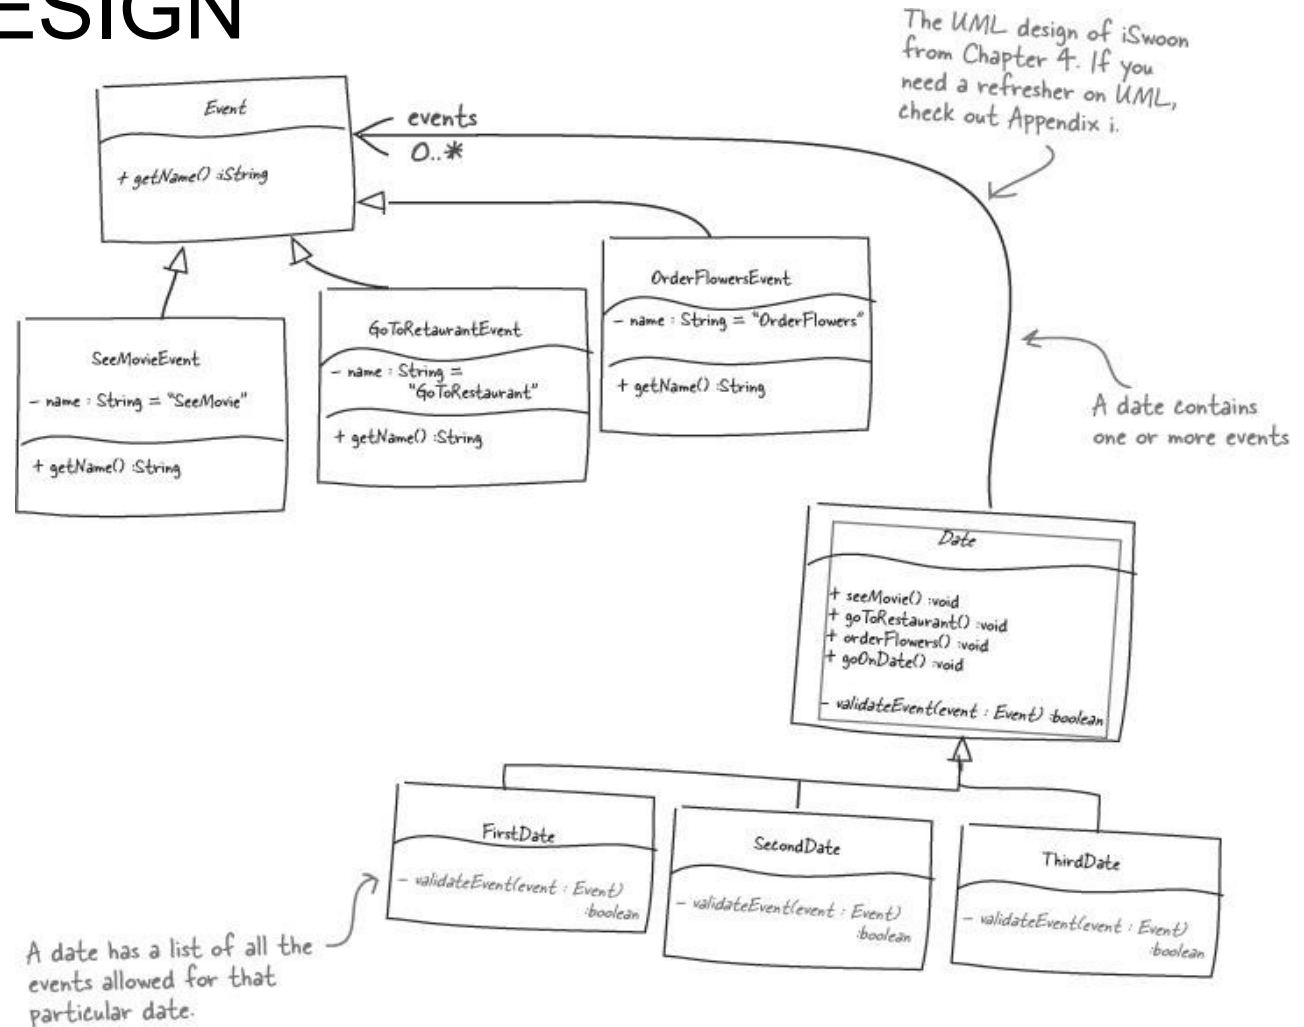 ESIGN
The UML design of iSwoon
from Chapter 4. If you
need a refresher on UML,
check out Appendix i.
Event
+ getName() :String
events
0..*
OrderFlowersEvent
- name : String = "OrderFlowers"
+ getName() :String
GoToRetaurantEvent
- name : String =
"GoToRestaurant"
+ getName() :String
SeeMovieEvent
- name : String = "SeeMovie"
+ getName() :String
A date contains
one or more events
Date
+ seeMovie() :void
+ goToRestaurant() :void
+ orderFlowers() :void
+ goOnDate() :void
- validateEvent(event : Event) :boolean
FirstDate
- validateEvent(event : Event)
:boolean
SecondDate
- validateEvent(event : Event)
:boolean
ThirdDate
- validateEvent(event : Event)
:boolean
A date has a list of all the
events allowed for that
particular date.